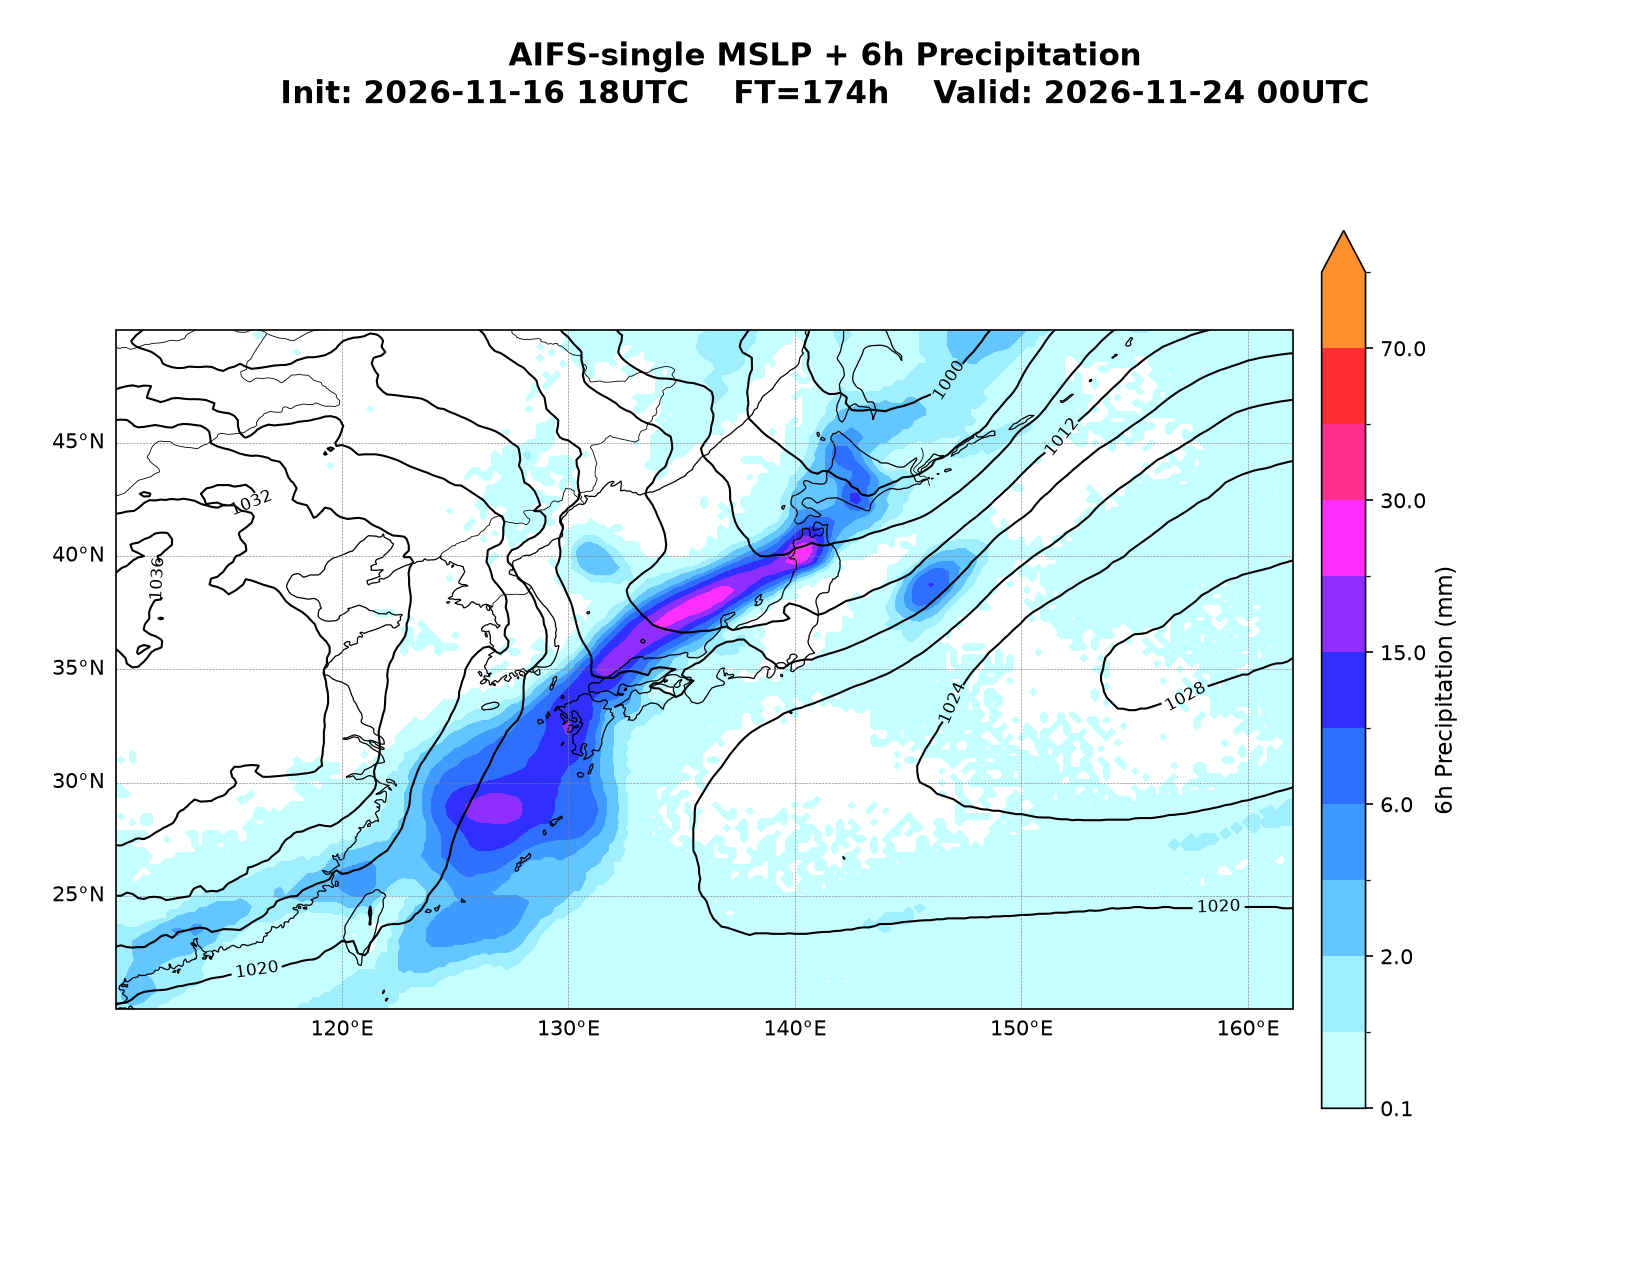 AIFS-single MSLP + 6h Precipitation
Init: 2026-11-16 18UTC    FT=174h    Valid: 2026-11-24 00UTC
45°N
40°N
35°N
30°N
25°N
120°E
130°E
140°E
150°E
160°E
1000
1012
1032
1036
1024
1028
1020
1020
70.0
30.0
15.0
6.0
2.0
0.1
6h Precipitation (mm)